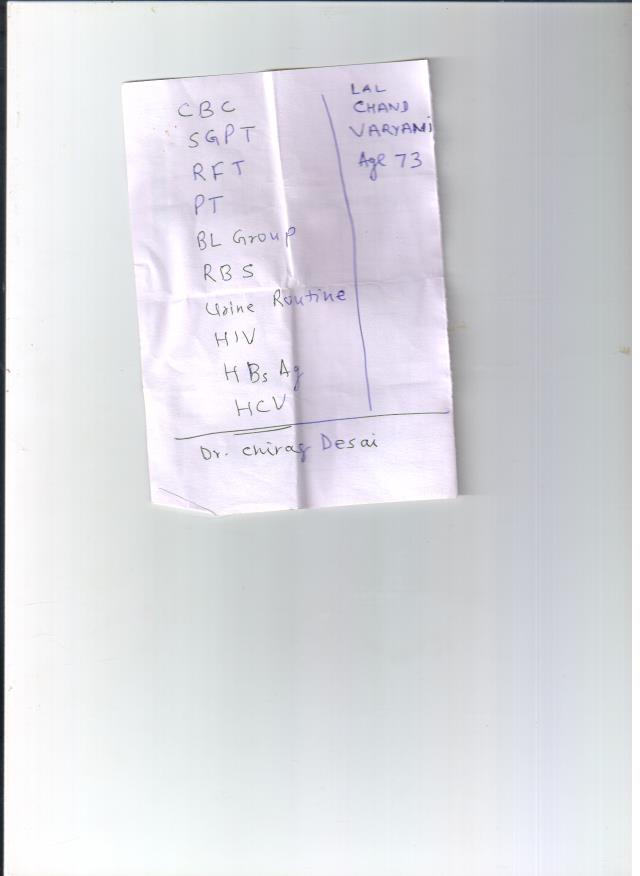 CBC
SGPT
RFT
PT
BL Group
RBS
Urine Routine
HIV
HBs Ag
HCV
LAL
CHAND
VARYANI
Age 73
Dr. Chirag Desai